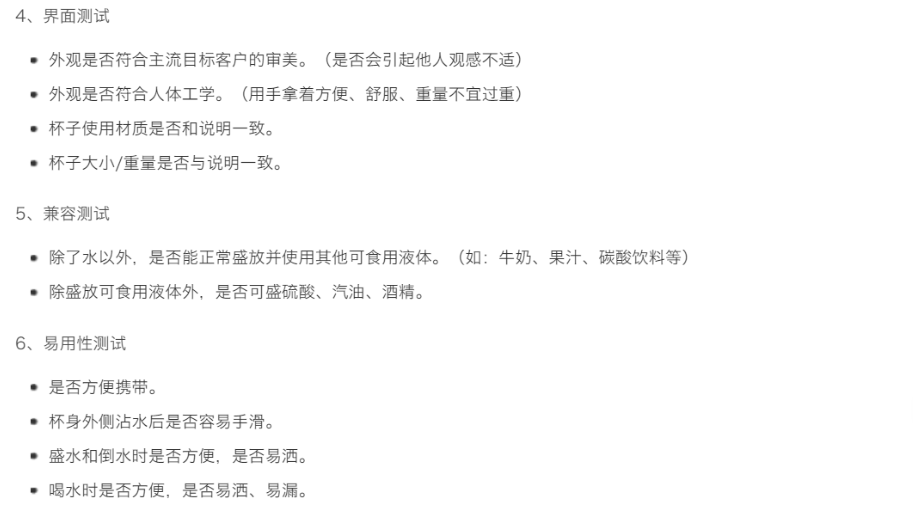 4、界面测试
外观是否符合主流目标客户的审美。（是否会引起他人观感不适）
外观是否符合人体工学。（用手拿着方便、舒服、重量不宜过重）
杯子使用材质是否和说明一致。
杯子大小/重量是否与说明一致。
5、兼容测试
除了水以外，是否能正常盛放并使用其他可食用液体。（如：牛奶、果汁、碳酸饮料等）
除盛放可食用液体外，是否可盛硫酸、汽油、酒精。
6、易用性测试
是否方便携带。
杯身外侧沾水后是否容易手滑。
盛水和倒水时是否方便，是否易洒。
喝水时是否方便，是否易洒、易漏。